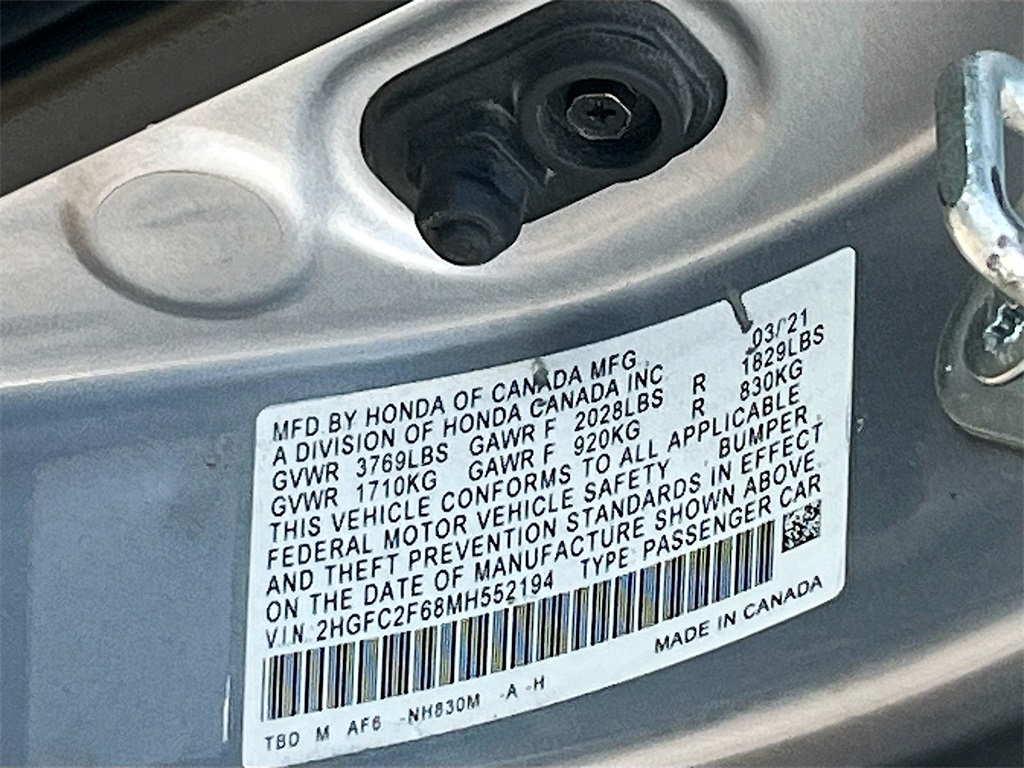 03/21
MFD BY HONDA OF CANADA MFG.
A DIVISION OF HONDA CANADA INC
GVWR 3769LBS GAWR F 2028LBS R 1829LBS
GVWR 1710KG GAWR F 920KG R 830KG
THIS VEHICLE CONFORMS TO ALL APPLICABLE
FEDERAL MOTOR VEHICLE SAFETY BUMPER
AND THEFT PREVENTION STANDARDS IN EFFECT
ON THE DATE OF MANUFACTURE SHOWN ABOVE.
V.I.N. 2HGFC2F68MH552194 TYPE: PASSENGER CAR
MADE IN CANADA
TBD M AF6 -NH830M -A -H